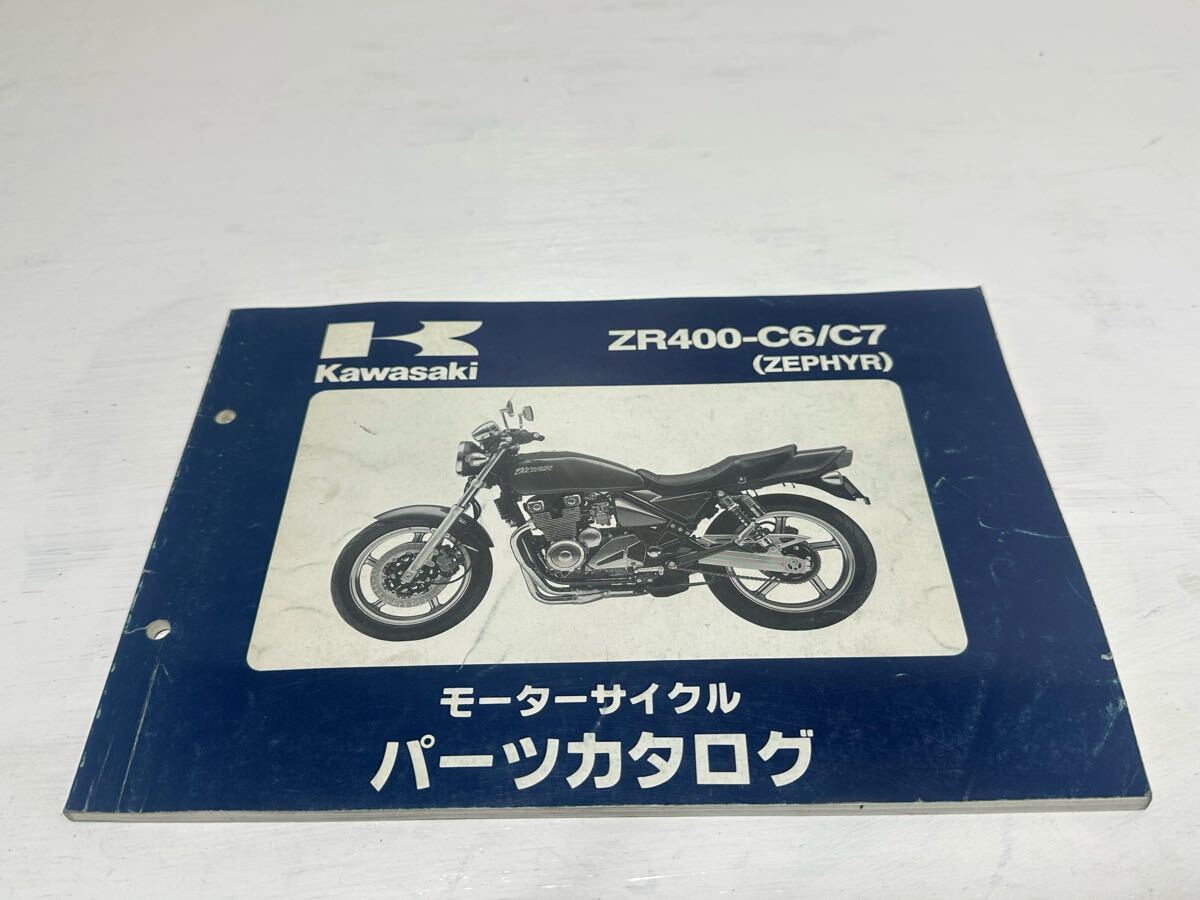 Kawasaki
ZR400-C6/C7
(ZEPHYR)
ZEPHYR
モーターサイクル
パーツカタログ